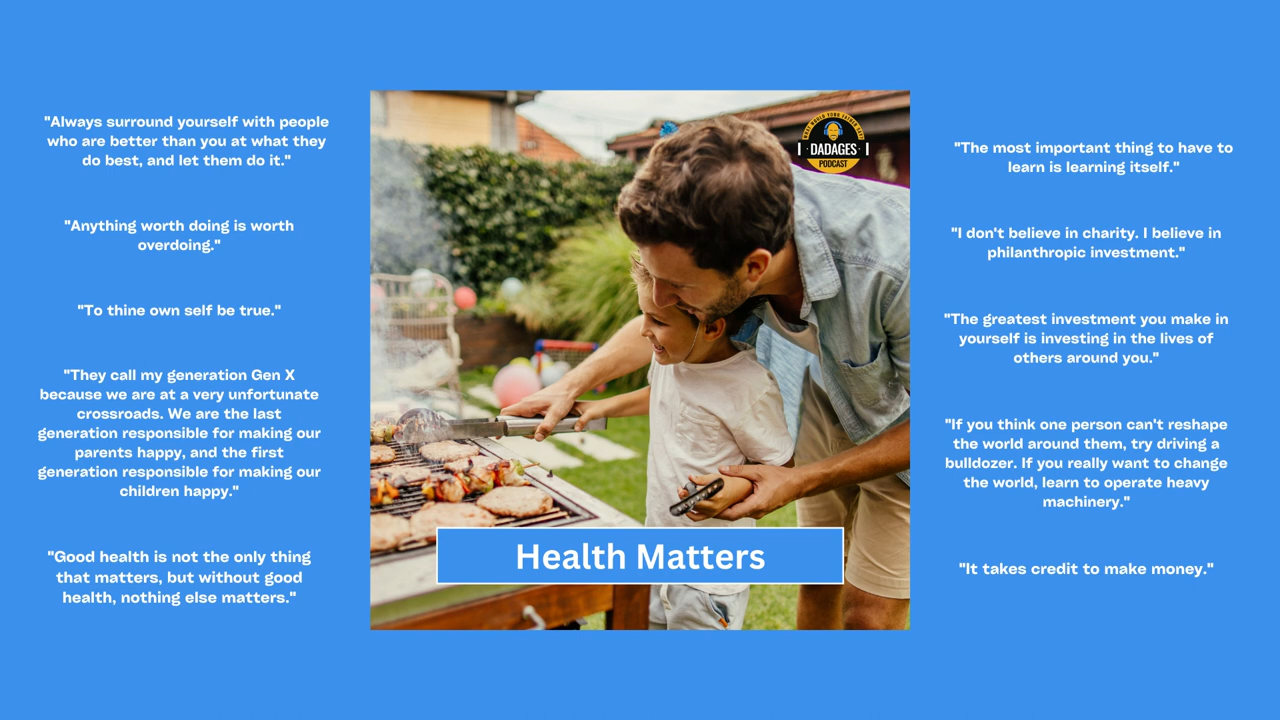 "Always surround yourself with people
who are better than you at what they
do best, and let them do it."
"Anything worth doing is worth
overdoing."
"To thine own self be true."
"They call my generation Gen X
because we are at a very unfortunate
crossroads. We are the last
generation responsible for making our
parents happy, and the first
generation responsible for making our
children happy."
"Good health is not the only thing
that matters, but without good
health, nothing else matters."
WHAT WOULD YOUR FATHER SAY?
DADAGES
PODCAST
Health Matters
"The most important thing to have to
learn is learning itself."
"I don't believe in charity. I believe in
philanthropic investment."
"The greatest investment you make in
yourself is investing in the lives of
others around you."
"If you think one person can't reshape
the world around them, try driving a
bulldozer. If you really want to change
the world, learn to operate heavy
machinery."
"It takes credit to make money."